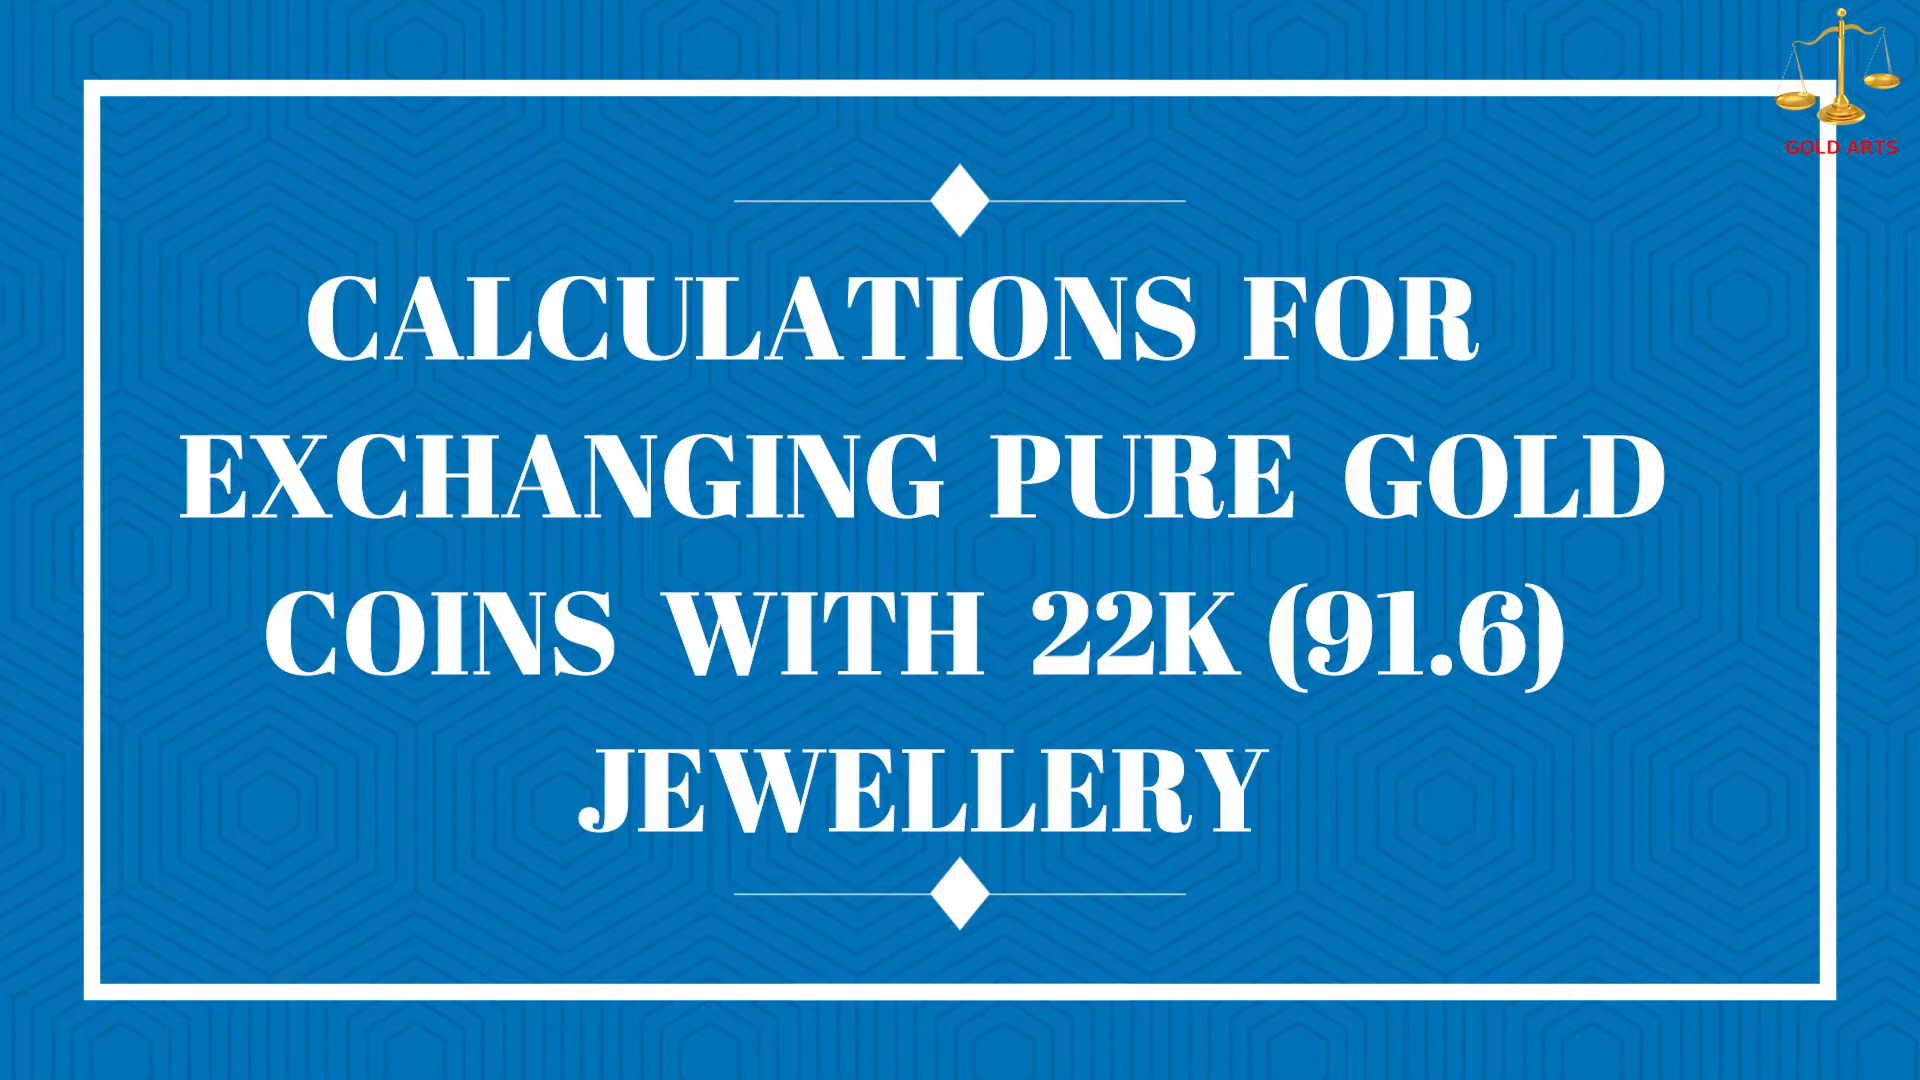 GOLD ARTS
CALCULATIONS FOR
EXCHANGING PURE GOLD
COINS WITH 22K (91.6)
JEWELLERY